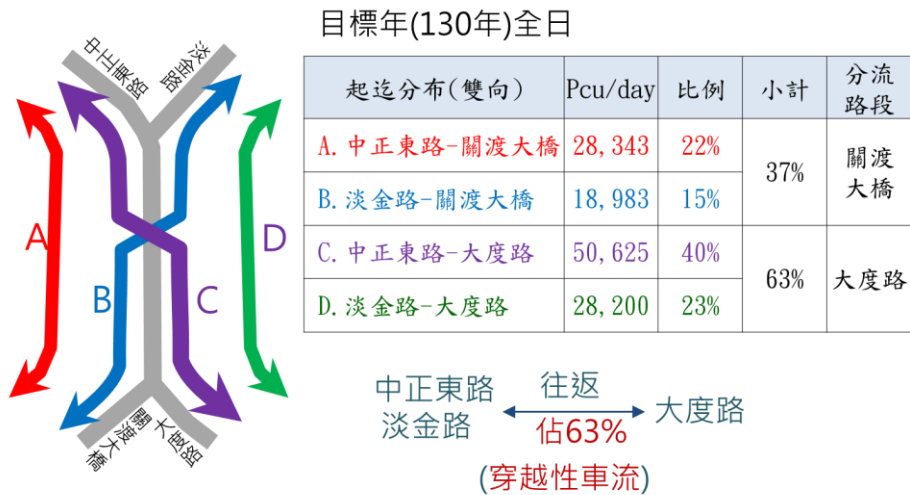 目標年(130年)全日
中正東路
淡金路
A
B
C
D
關渡大橋
大度路
起迄分布(雙向) Pcu/day 比例 小計 分流路段
A. 中正東路-關渡大橋 28,343 22% 37% 關渡大橋
B. 淡金路-關渡大橋 18,983 15%
C. 中正東路-大度路 50,625 40% 63% 大度路
D. 淡金路-大度路 28,200 23%
中正東路
淡金路
往返
佔63%
大度路
(穿越性車流)